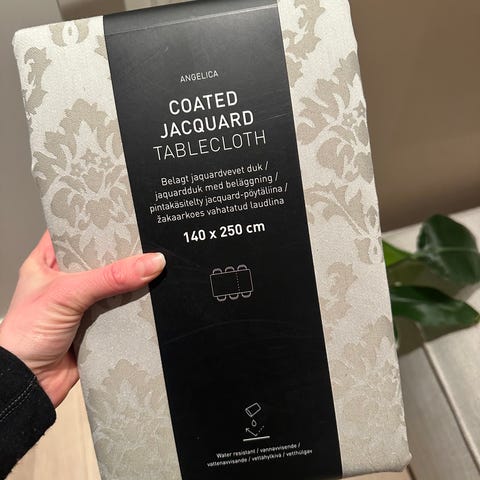 ANGELICA
COATED
JACQUARD
TABLECLOTH
Belagt jaquardvevet duk /
jaquardduk med beläggning /
pintakäsitelty jacquard-pöytäliina /
žakaarkoes vahatatud laudlina
140 x 250 cm
Water resistant / vannavvisende /
vattenavvisande / vettähylkivä / vetthülgav